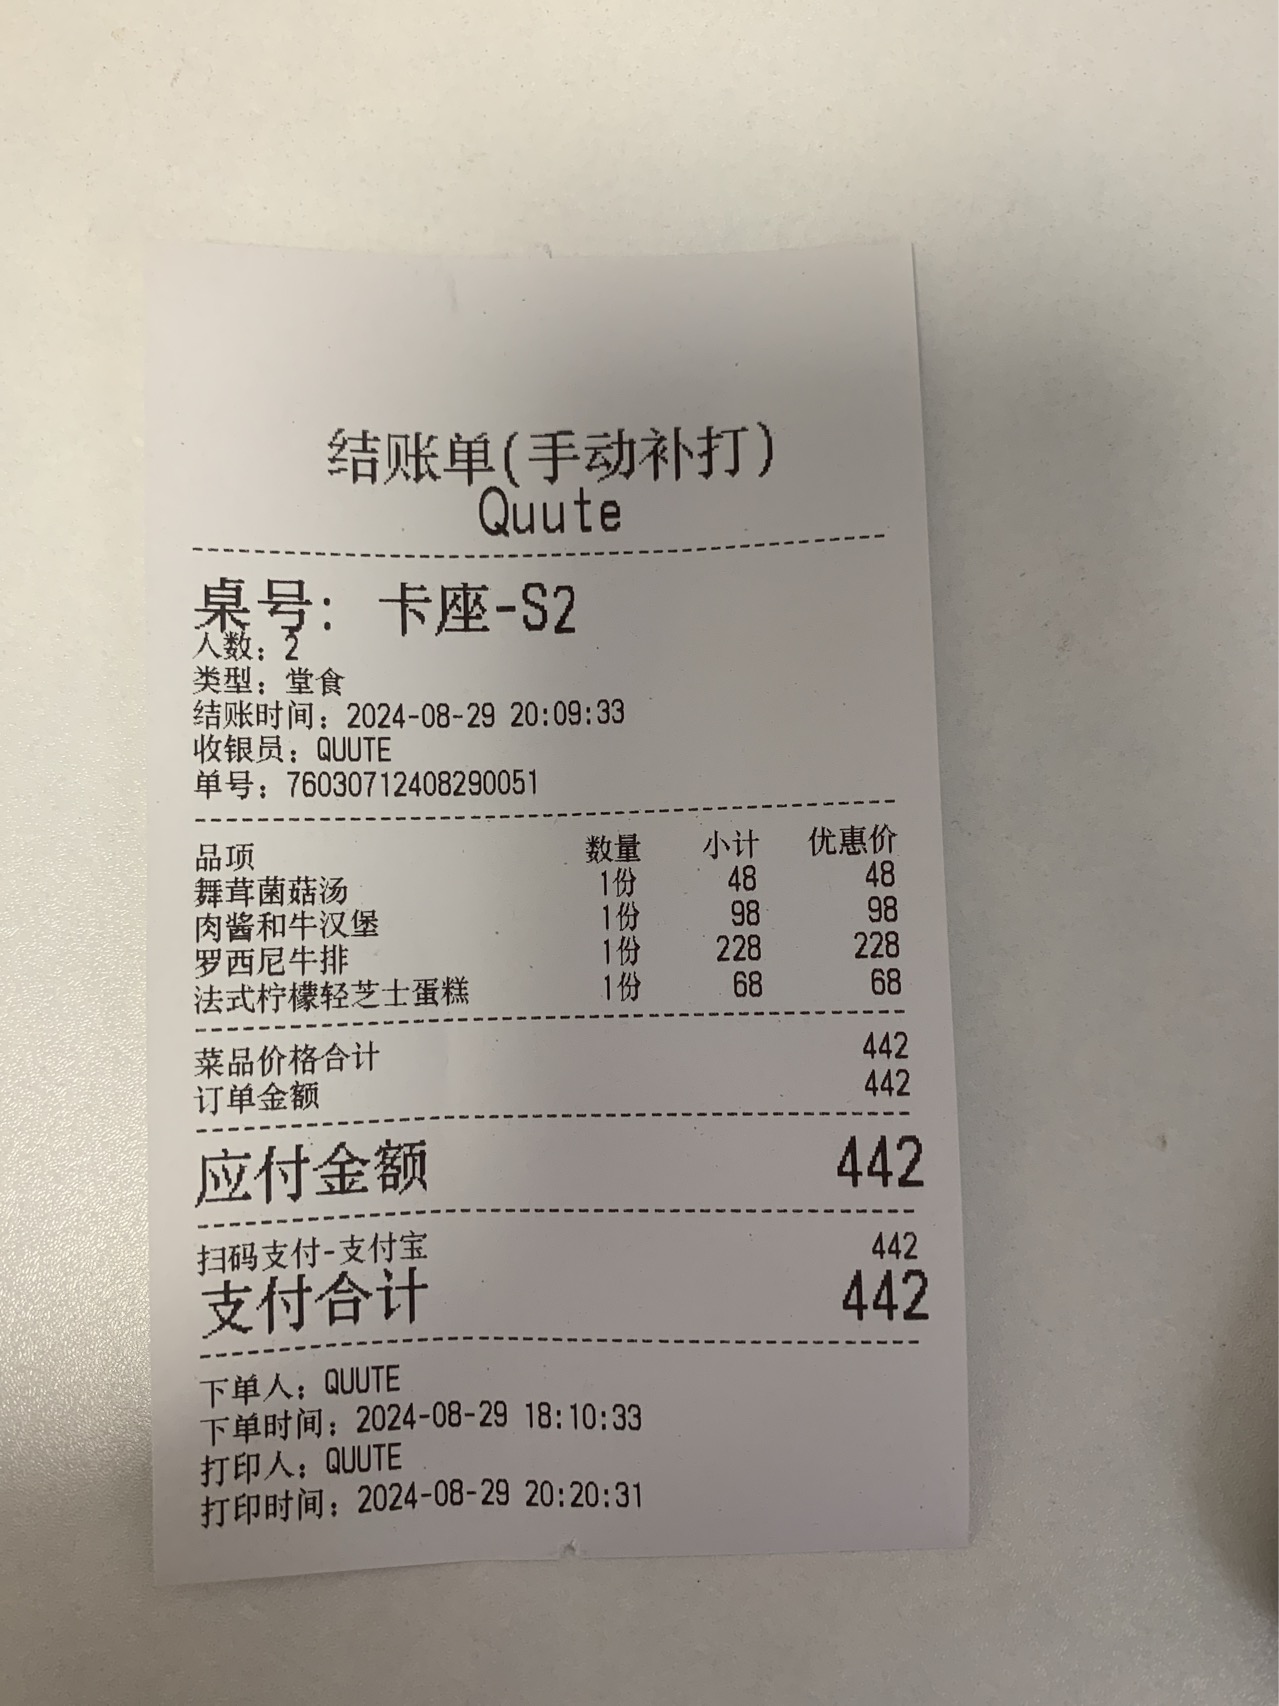 结账单(手动补打)
Quute
桌号: 卡座-S2
人数: 2
类型: 堂食
结账时间: 2024-08-29 20:09:33
收银员: QUUTE
单号: 76030712408290051
品项 数量 小计 优惠价
舞茸菌菇汤 1份 48 48
肉酱和牛汉堡 1份 98 98
罗西尼牛排 1份 228 228
法式柠檬轻芝士蛋糕 1份 68 68
菜品价格合计 442
订单金额 442
应付金额 442
扫码支付-支付宝 442
支付合计 442
下单人: QUUTE
下单时间: 2024-08-29 18:10:33
打印人: QUUTE
打印时间: 2024-08-29 20:20:31